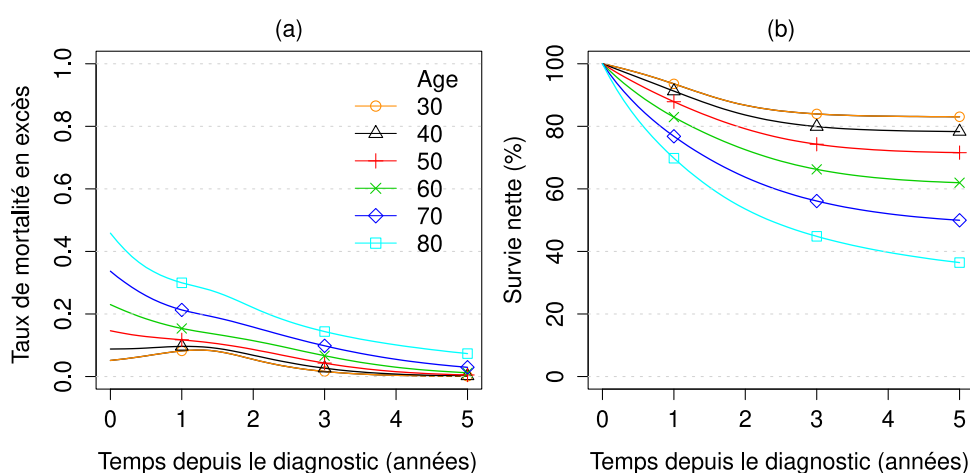 (a)
Taux de mortalité en excès
1.0
0.8
0.6
0.4
0.2
0.0
Age
30
40
50
60
70
80
0 1 2 3 4 5
Temps depuis le diagnostic (années)
(b)
Survie nette (%)
100
80
60
40
20
0
0 1 2 3 4 5
Temps depuis le diagnostic (années)